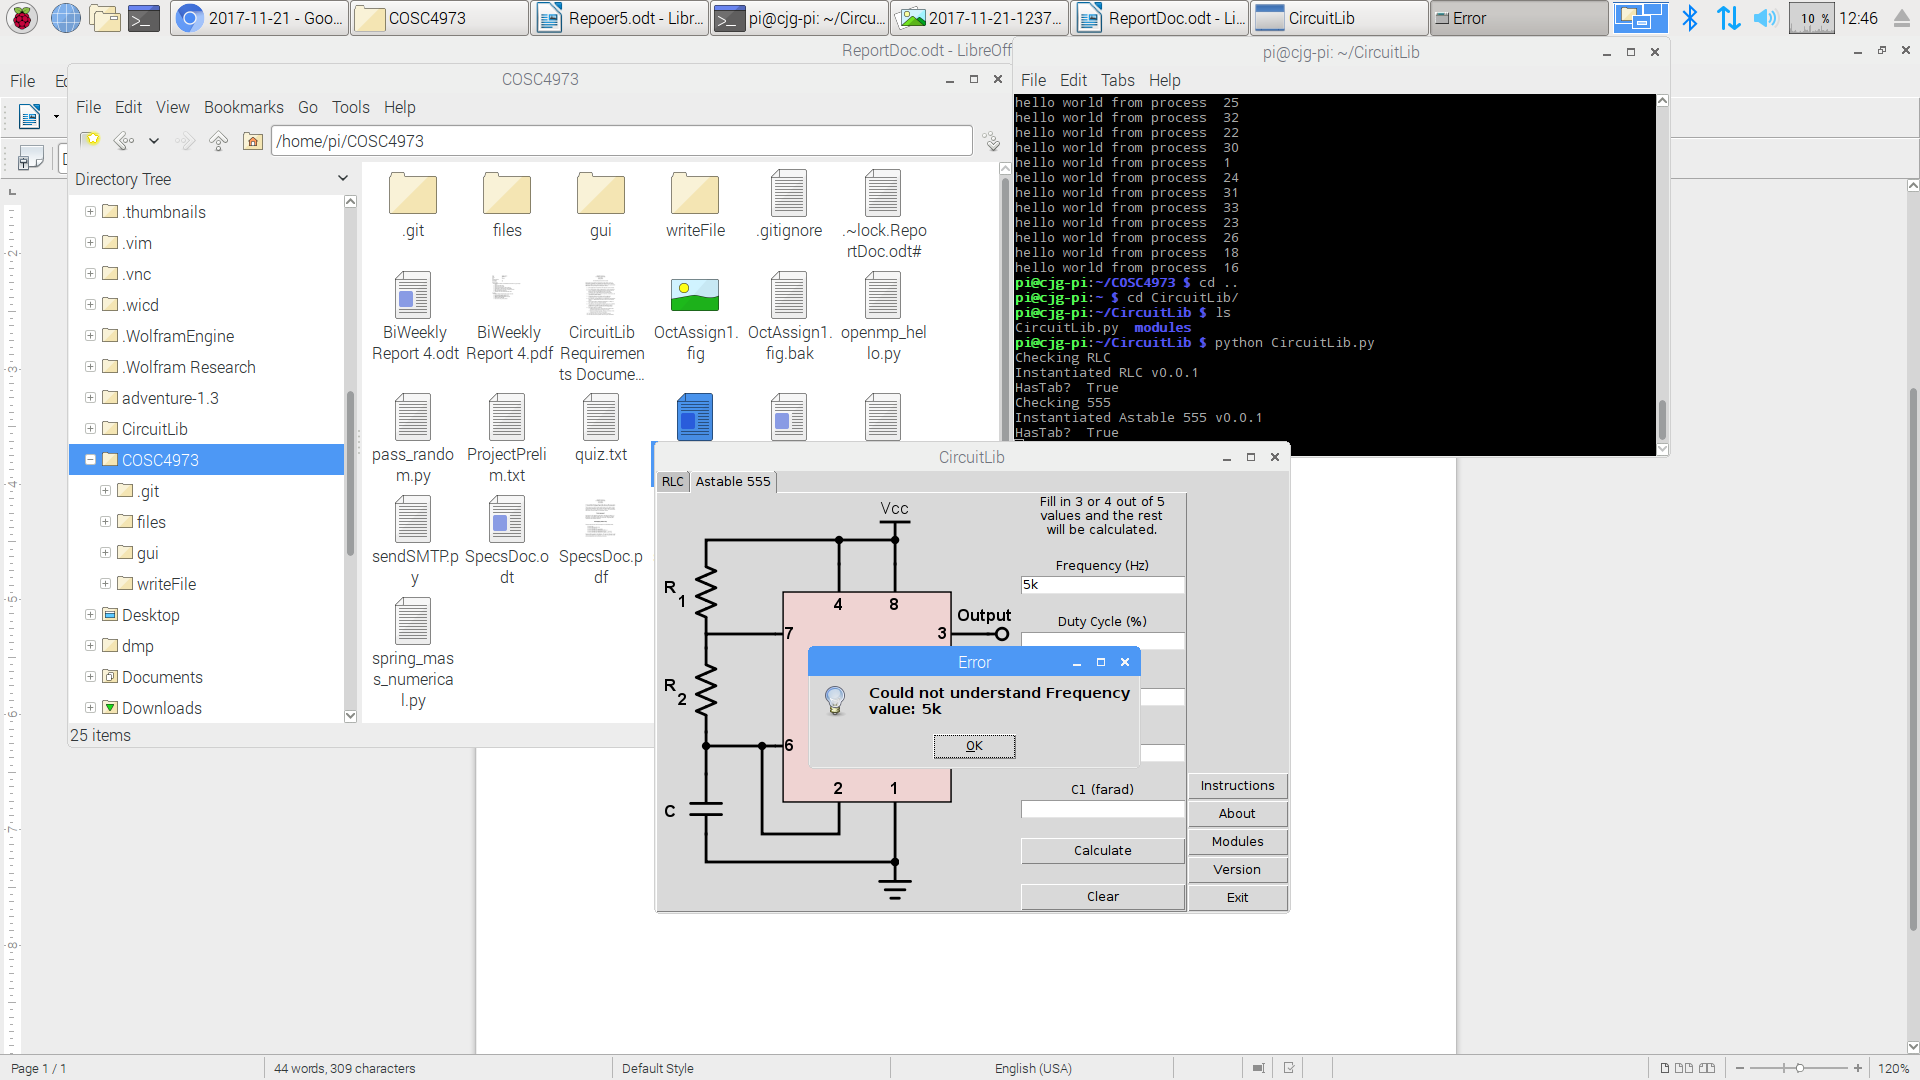 2017-11-21 - Goo...
COSC4973
Repoer5.odt - Libr...
pi@cjg-pi: ~/Circu...
2017-11-21-1237...
ReportDoc.odt - Li...
CircuitLib
Error
10 %
12:46
ReportDoc.odt - LibreOff
File
COSC4973
File Edit View Bookmarks Go Tools Help
/home/pi/COSC4973
Directory Tree
.thumbnails
.vim
.vnc
.wicd
.WolframEngine
.Wolfram Research
adventure-1.3
CircuitLib
COSC4973
.git
files
gui
writeFile
Desktop
dmp
Documents
Downloads
25 items
.git
files
gui
writeFile
.gitignore
.~lock.Repo
rtDoc.odt#
BiWeekly
Report 4.odt
BiWeekly
Report 4.pdf
CircuitLib
Requiremen
ts Docume...
OctAssign1.
fig
OctAssign1.
fig.bak
openmp_hel
lo.py
pass_rando
m.py
ProjectPreli
m.txt
quiz.txt
sendSMTP.p
y
SpecsDoc.o
dt
SpecsDoc.p
df
spring_mas
s_numerica
l.py
pi@cjg-pi: ~/CircuitLib
File Edit Tabs Help
hello world from process  25
hello world from process  32
hello world from process  22
hello world from process  30
hello world from process  1
hello world from process  24
hello world from process  31
hello world from process  33
hello world from process  23
hello world from process  26
hello world from process  18
hello world from process  16
pi@cjg-pi:~/COSC4973 $ cd ..
pi@cjg-pi:~ $ cd CircuitLib/
pi@cjg-pi:~/CircuitLib $ ls
CircuitLib.py  modules
pi@cjg-pi:~/CircuitLib $ python CircuitLib.py
Checking RLC
Instantiated RLC v0.0.1
HasTab?  True
Checking 555
Instantiated Astable 555 v0.0.1
HasTab?  True
CircuitLib
RLC
Astable 555
Vcc
R1
R2
C
4
8
7
3
6
2
1
Output
Fill in 3 or 4 out of 5
values and the rest
will be calculated.
Frequency (Hz)
5k
Duty Cycle (%)
C1 (farad)
Calculate
Clear
Instructions
About
Modules
Version
Exit
Error
Could not understand Frequency
value: 5k
OK
Page 1 / 1
44 words, 309 characters
Default Style
English (USA)
120%